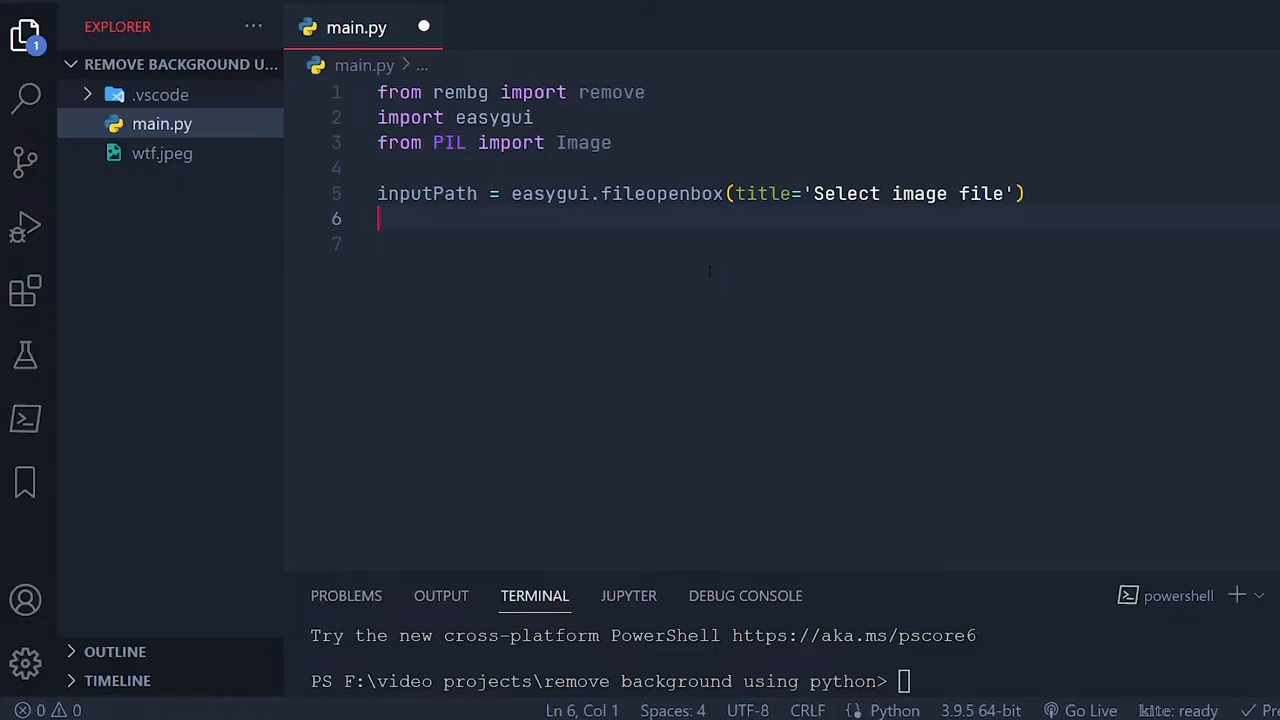 EXPLORER
···
main.py
1
REMOVE BACKGROUND U...
main.py > ...
.vscode
main.py
wtf.jpeg
1 from rembg import remove
2 import easygui
3 from PIL import Image
4
5 inputPath = easygui.fileopenbox(title='Select image file')
6
7
PROBLEMS OUTPUT TERMINAL JUPYTER DEBUG CONSOLE
powershell
Try the new cross-platform PowerShell https://aka.ms/pscore6
PS F:\video projects\remove background using python>
OUTLINE
TIMELINE
0 0 Ln 6, Col 1 Spaces: 4 UTF-8 CRLF Python 3.9.5 64-bit Go Live kite: ready Pre